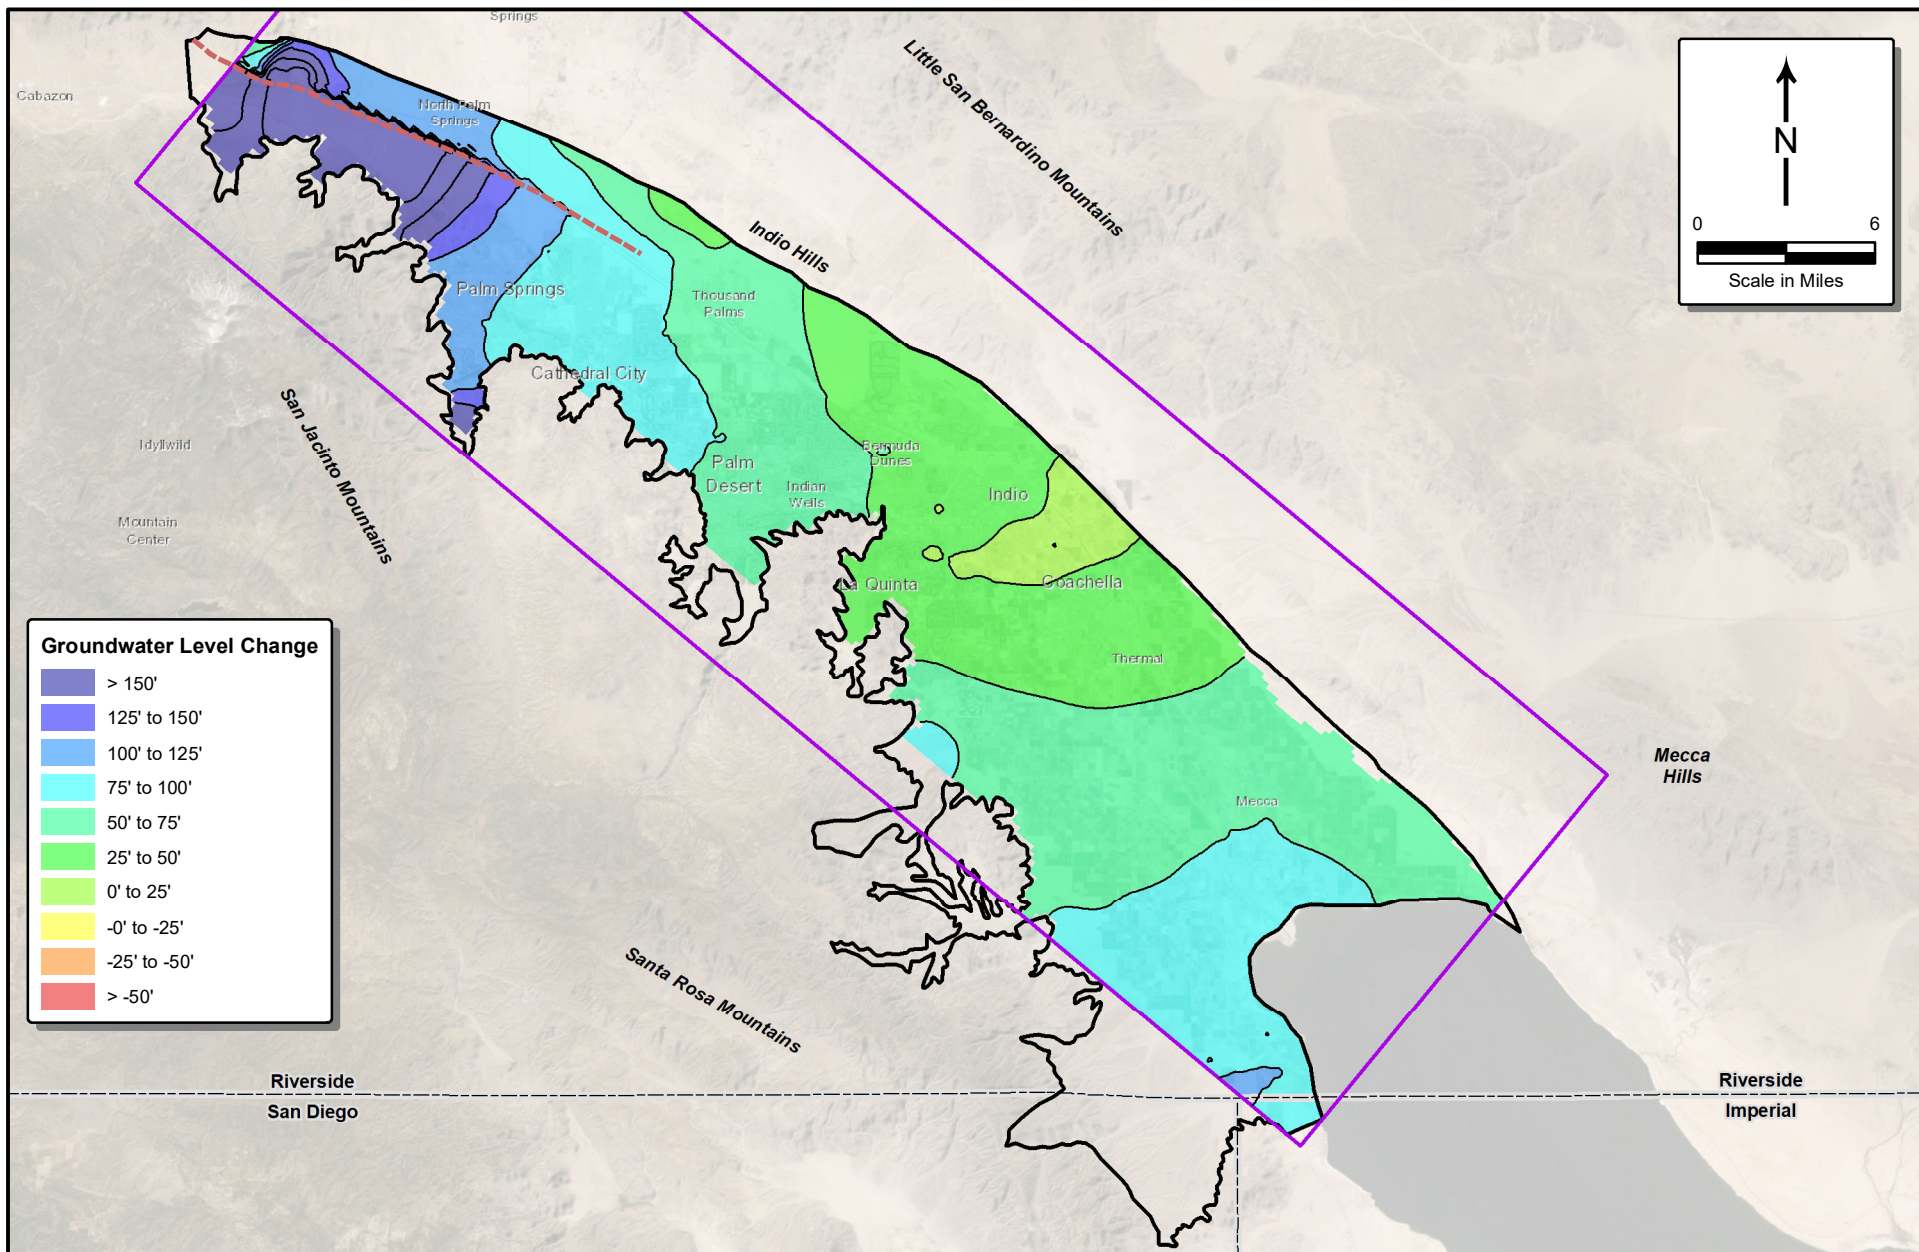 Springs
Cabazon
North Palm
Springs
Little San Bernardino Mountains
N
0 6
Scale in Miles
Indio Hills
Palm Springs
Thousand
Palms
Cathedral City
San Jacinto Mountains
Idyllwild
Bermuda
Dunes
Palm
Desert
Indian
Wells
Indio
Mountain
Center
La Quinta
Coachella
Thermal
Groundwater Level Change
> 150'
125' to 150'
100' to 125'
75' to 100'
50' to 75'
25' to 50'
0' to 25'
-0' to -25'
-25' to -50'
> -50'
Mecca
Hills
Mecca
Santa Rosa Mountains
Riverside
San Diego
Riverside
Imperial